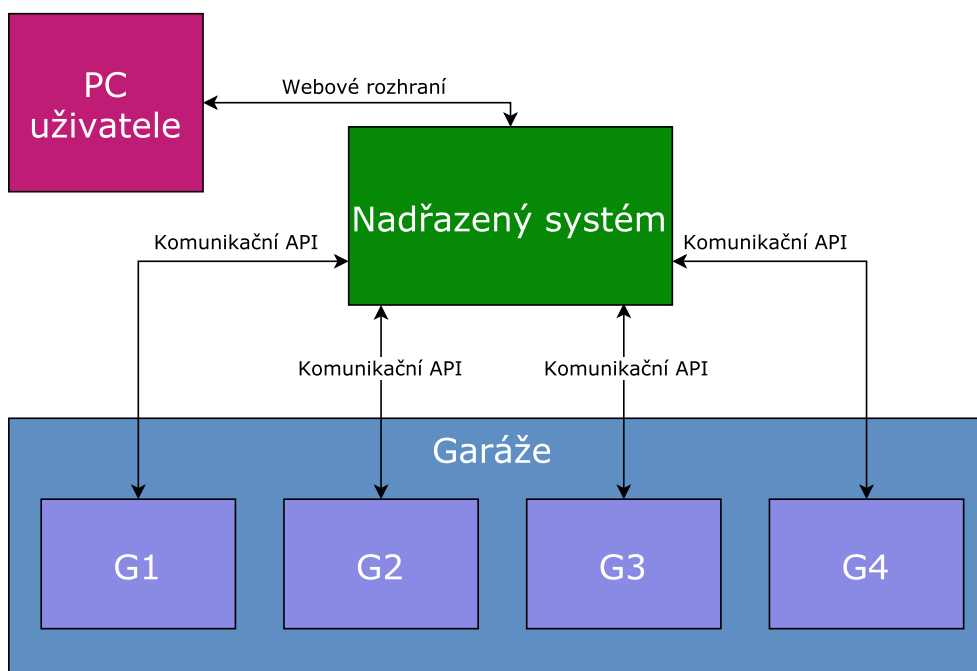 PC
uživatele
Webové rozhraní
Nadřazený systém
Komunikační API
Komunikační API
Komunikační API
Komunikační API
Garáže
G1
G2
G3
G4